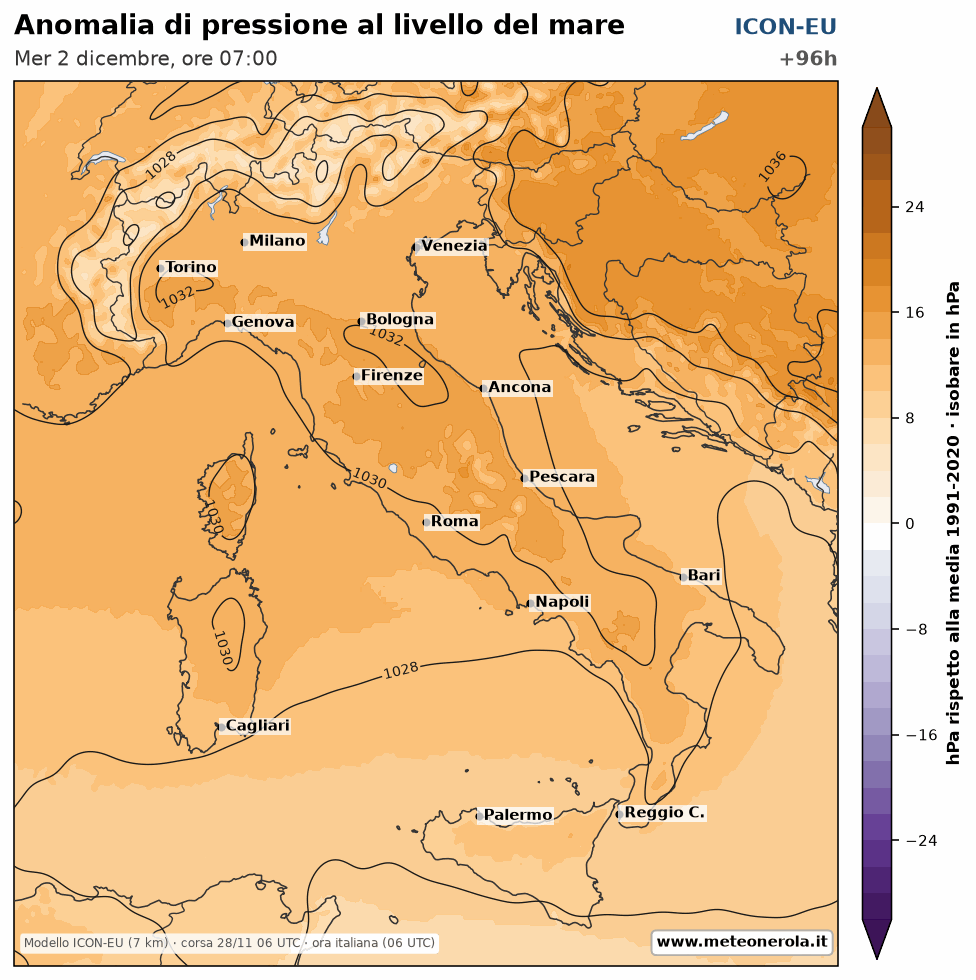 Anomalia di pressione al livello del mare
ICON-EU
Mer 2 dicembre, ore 07:00
+96h
1028
1036
Milano
Venezia
Torino
1032
Genova
Bologna
1032
Firenze
Ancona
1030
Pescara
1030
Roma
Bari
Napoli
1030
1028
Cagliari
Palermo
Reggio C.
24
16
8
0
−8
−16
−24
hPa rispetto alla media 1991-2020 · isobare in hPa
Modello ICON-EU (7 km) · corsa 28/11 06 UTC · ora italiana (06 UTC)
www.meteonerola.it